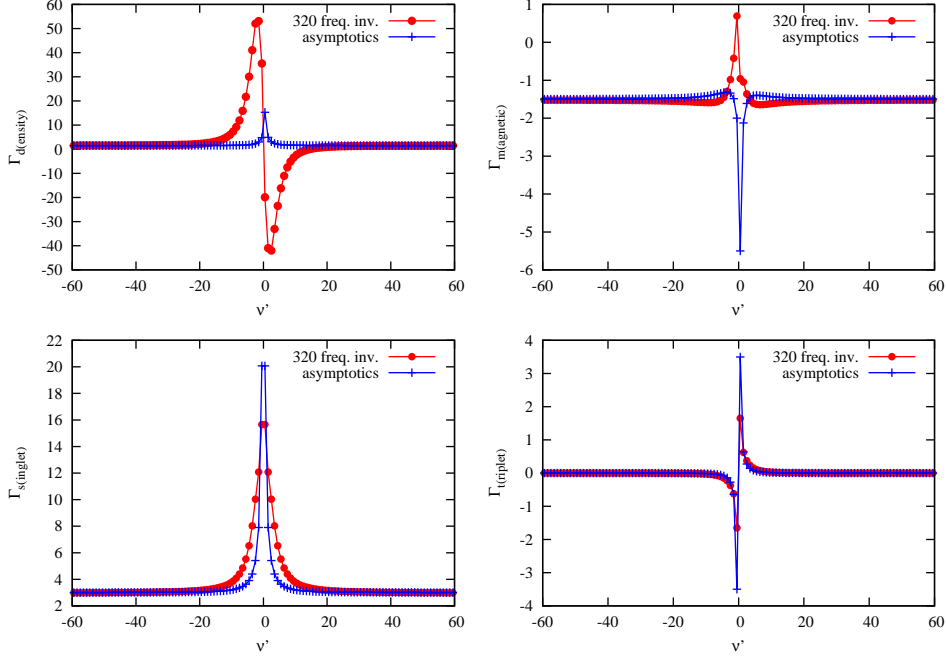 60
50
40
30
20
10
0
-10
-20
-30
-40
-50
-60 -40 -20 0 20 40 60
ν'
Γd(ensity)
320 freq. inv.
asymptotics
1
0
-1
-2
-3
-4
-5
-6
-60 -40 -20 0 20 40 60
ν'
Γm(agnetic)
320 freq. inv.
asymptotics
22
20
18
16
14
12
10
8
6
4
2
-60 -40 -20 0 20 40 60
ν'
Γs(inglet)
320 freq. inv.
asymptotics
4
3
2
1
0
-1
-2
-3
-4
-60 -40 -20 0 20 40 60
ν'
Γt(riplet)
320 freq. inv.
asymptotics